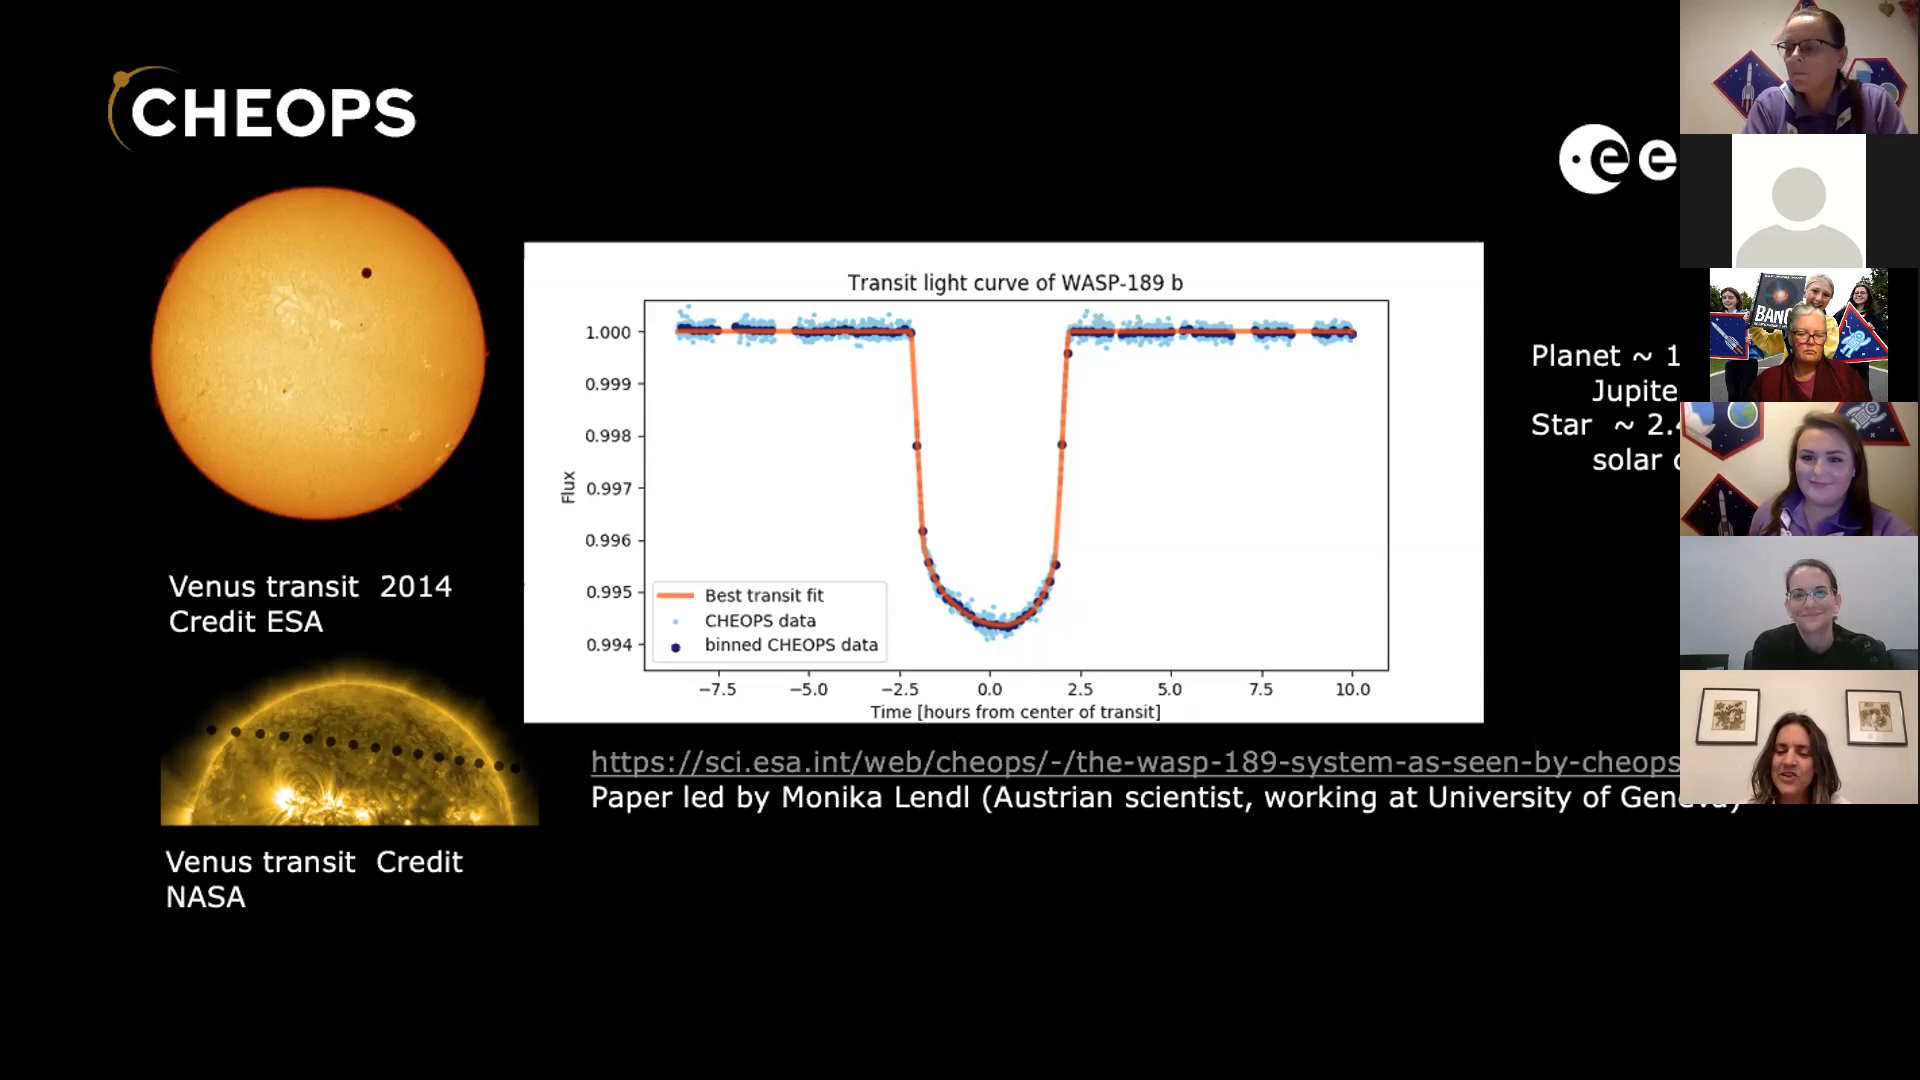 CHEOPS
e e
Transit light curve of WASP-189 b
1.000
0.999
0.998
0.997
0.996
0.995
0.994
Flux
Best transit fit
CHEOPS data
binned CHEOPS data
−7.5 −5.0 −2.5 0.0 2.5 5.0 7.5 10.0
Time [hours from center of transit]
Planet ~ 1
Jupite
Star ~ 2.4
solar
Venus transit 2014
Credit ESA
https://sci.esa.int/web/cheops/-/the-wasp-189-system-as-seen-by-cheops
Paper led by Monika Lendl (Austrian scientist, working at University of Geneva)
Venus transit Credit
NASA
BANG